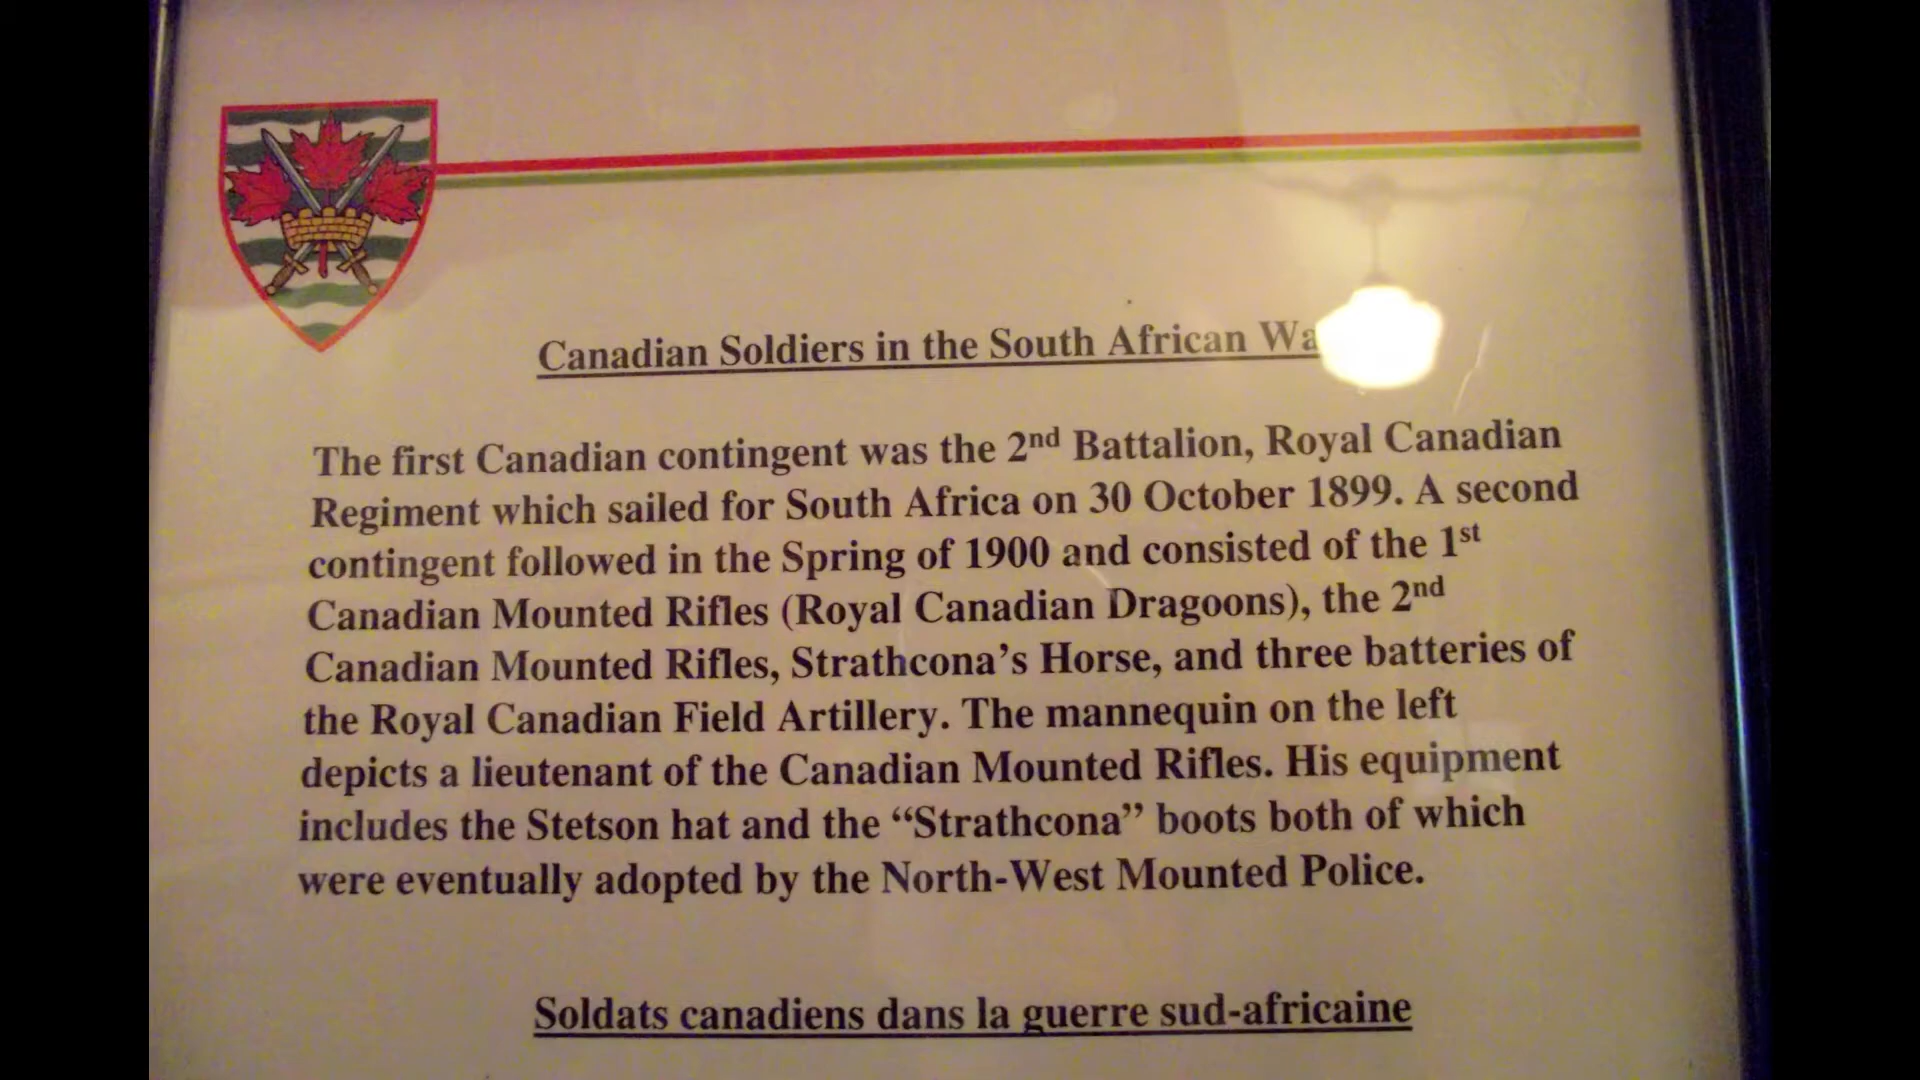 Canadian Soldiers in the South African
The first Canadian contingent was the 2nd Battalion, Royal Canadian
Regiment which sailed for South Africa on 30 October 1899. A second
contingent followed in the Spring of 1900 and consisted of the 1st
Canadian Mounted Rifles (Royal Canadian Dragoons), the 2nd
Canadian Mounted Rifles, Strathcona’s Horse, and three batteries of
the Royal Canadian Field Artillery. The mannequin on the left
depicts a lieutenant of the Canadian Mounted Rifles. His equipment
includes the Stetson hat and the “Strathcona” boots both of which
were eventually adopted by the North-West Mounted Police.
Soldats canadiens dans la guerre sud-africaine